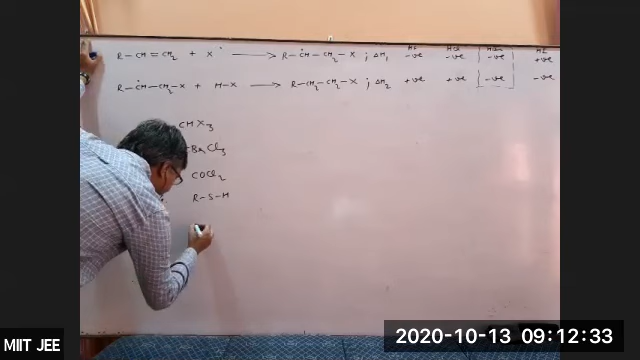 R-CH=CH₂ + X˙ ⟶ R-ĊH-CH₂-X ; ΔH₁ HF -ve HCl -ve HBr -ve HI +ve
R-ĊH-CH₂-X + H-X ⟶ R-CH₂-CH₂-X ; ΔH₂ +ve +ve -ve -ve
CHX₃
CBrCl₃
COCl₂
R-S-H
MIIT JEE
2020-10-13 09:12:33